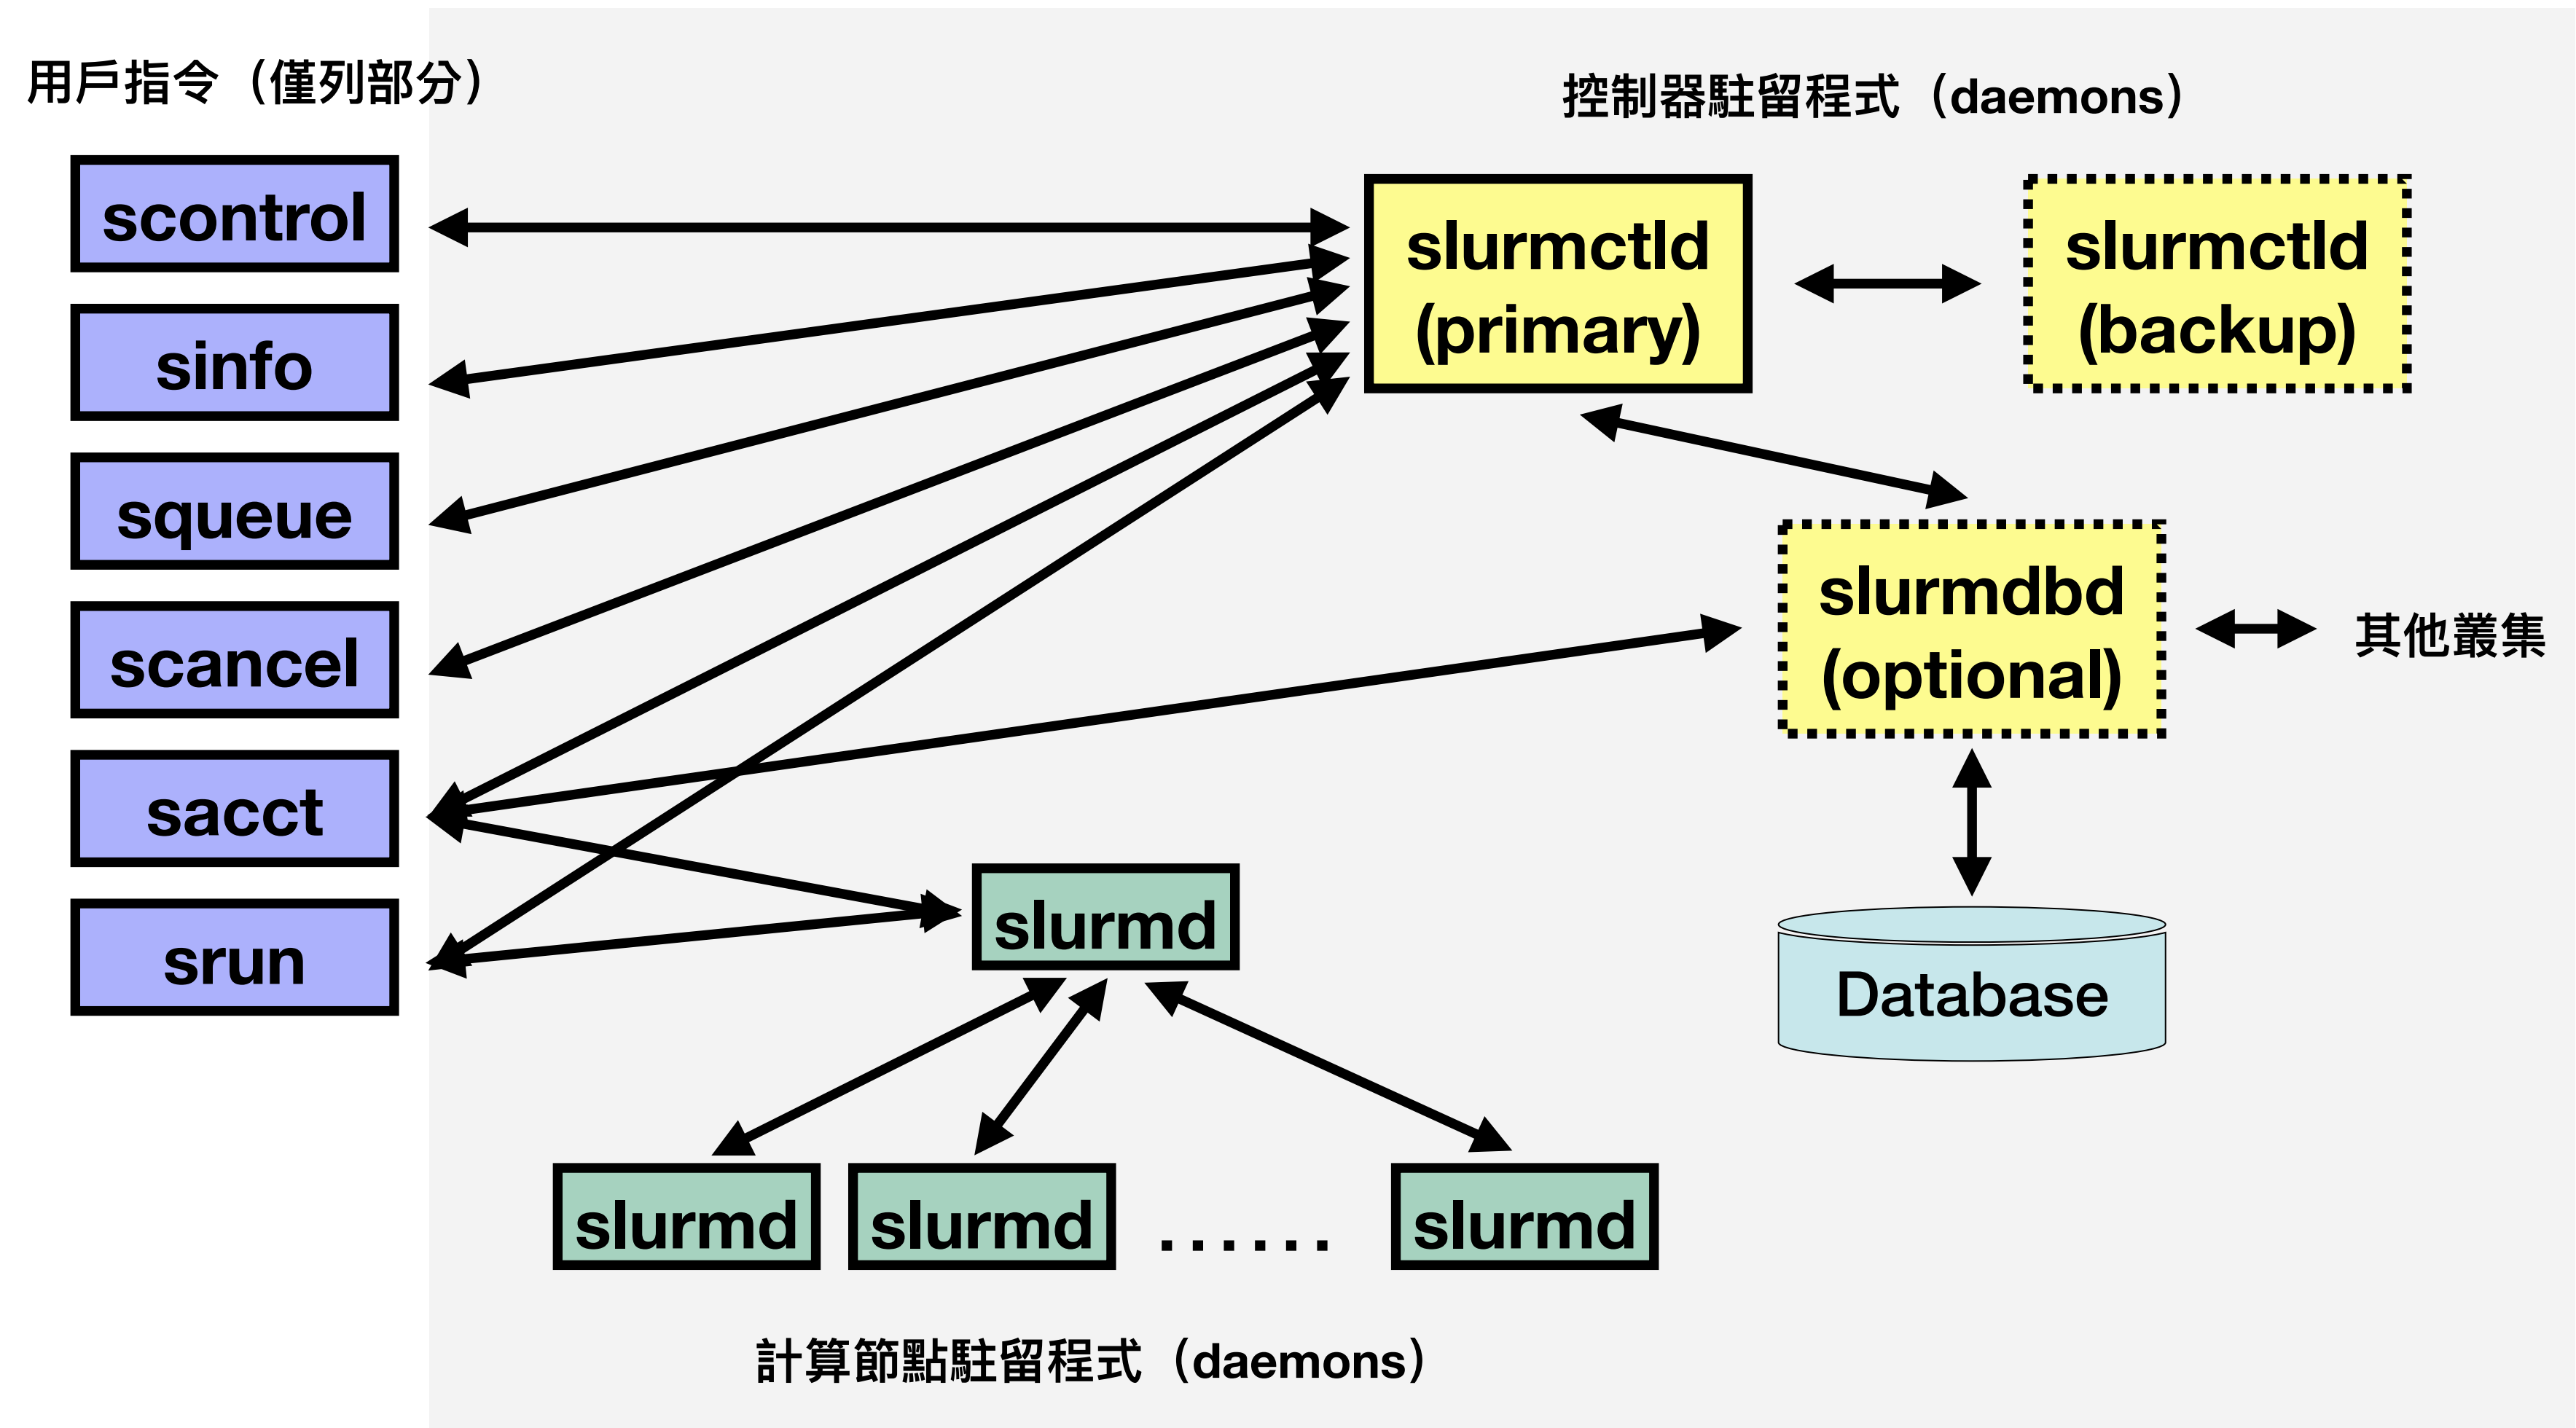 用戶指令（僅列部分）
scontrol
sinfo
squeue
scancel
sacct
srun
控制器駐留程式（daemons）
slurmctld
(primary)
slurmctld
(backup)
slurmdbd
(optional)
其他叢集
Database
slurmd
slurmd
slurmd
......
slurmd
計算節點駐留程式（daemons）